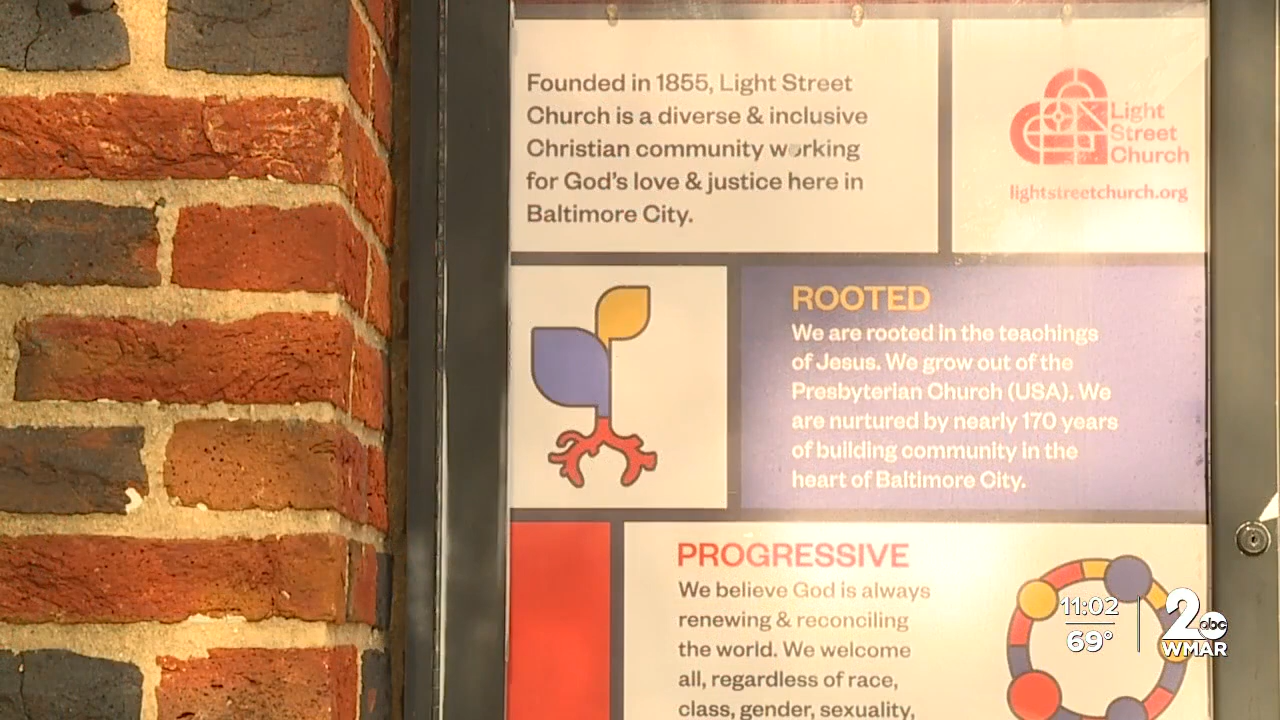 Founded in 1855, Light Street
Church is a diverse & inclusive
Christian community working
for God's love & justice here in
Baltimore City.
Light
Street
Church
lightstreetchurch.org
ROOTED
We are rooted in the teachings
of Jesus. We grow out of the
Presbyterian Church (USA). We
are nurtured by nearly 170 years
of building community in the
heart of Baltimore City.
PROGRESSIVE
We believe God is always
renewing & reconciling
the world. We welcome
all, regardless of race,
class, gender, sexuality,
11:02
69°
2
abc
WMAR